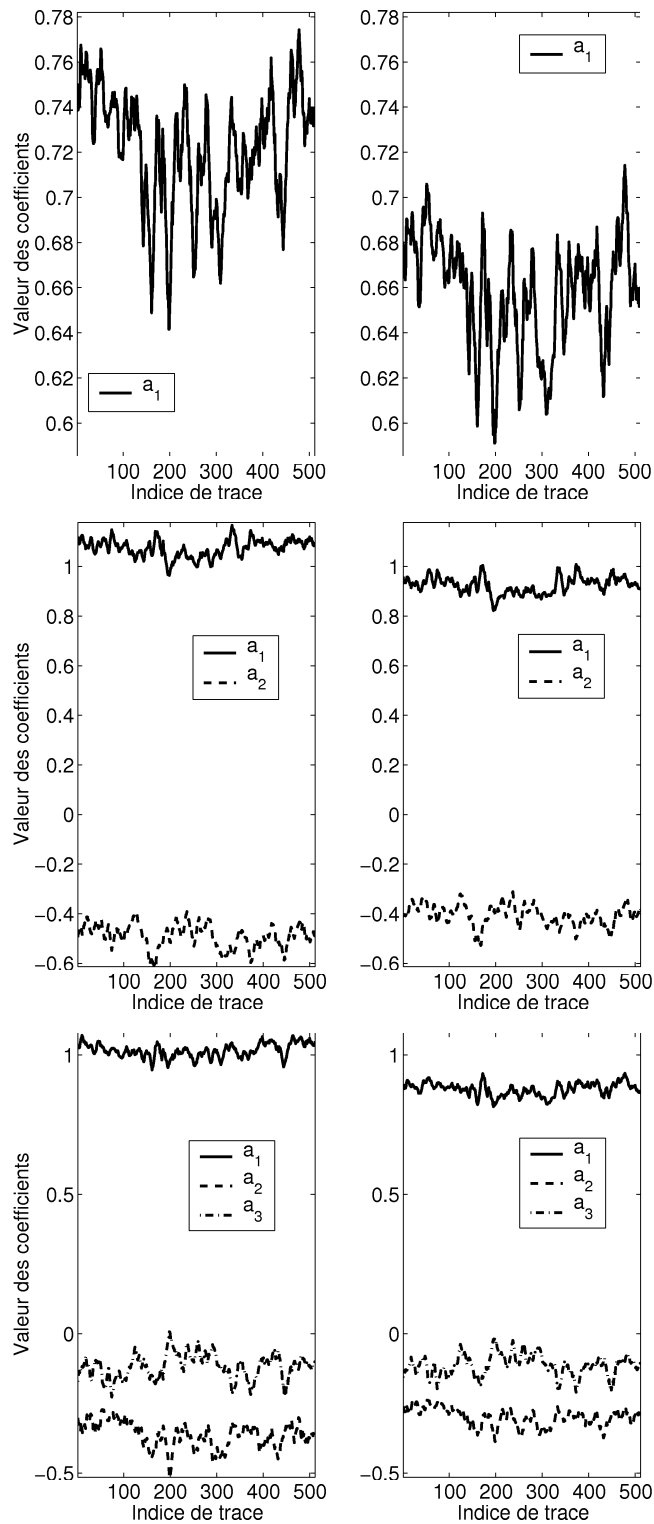 0.78
0.76
0.74
0.72
0.7
0.68
0.66
0.64
0.62
0.6
Valeur des coefficients
a1
100 200 300 400 500
Indice de trace
0.78
0.76
0.74
0.72
0.7
0.68
0.66
0.64
0.62
0.6
a1
100 200 300 400 500
Indice de trace
1
0.8
0.6
0.4
0.2
0
−0.2
−0.4
−0.6
Valeur des coefficients
a1
a2
100 200 300 400 500
Indice de trace
1
0.8
0.6
0.4
0.2
0
−0.2
−0.4
−0.6
a1
a2
100 200 300 400 500
Indice de trace
1
0.5
0
−0.5
Valeur des coefficients
a1
a2
a3
100 200 300 400 500
Indice de trace
1
0.5
0
−0.5
a1
a2
a3
100 200 300 400 500
Indice de trace